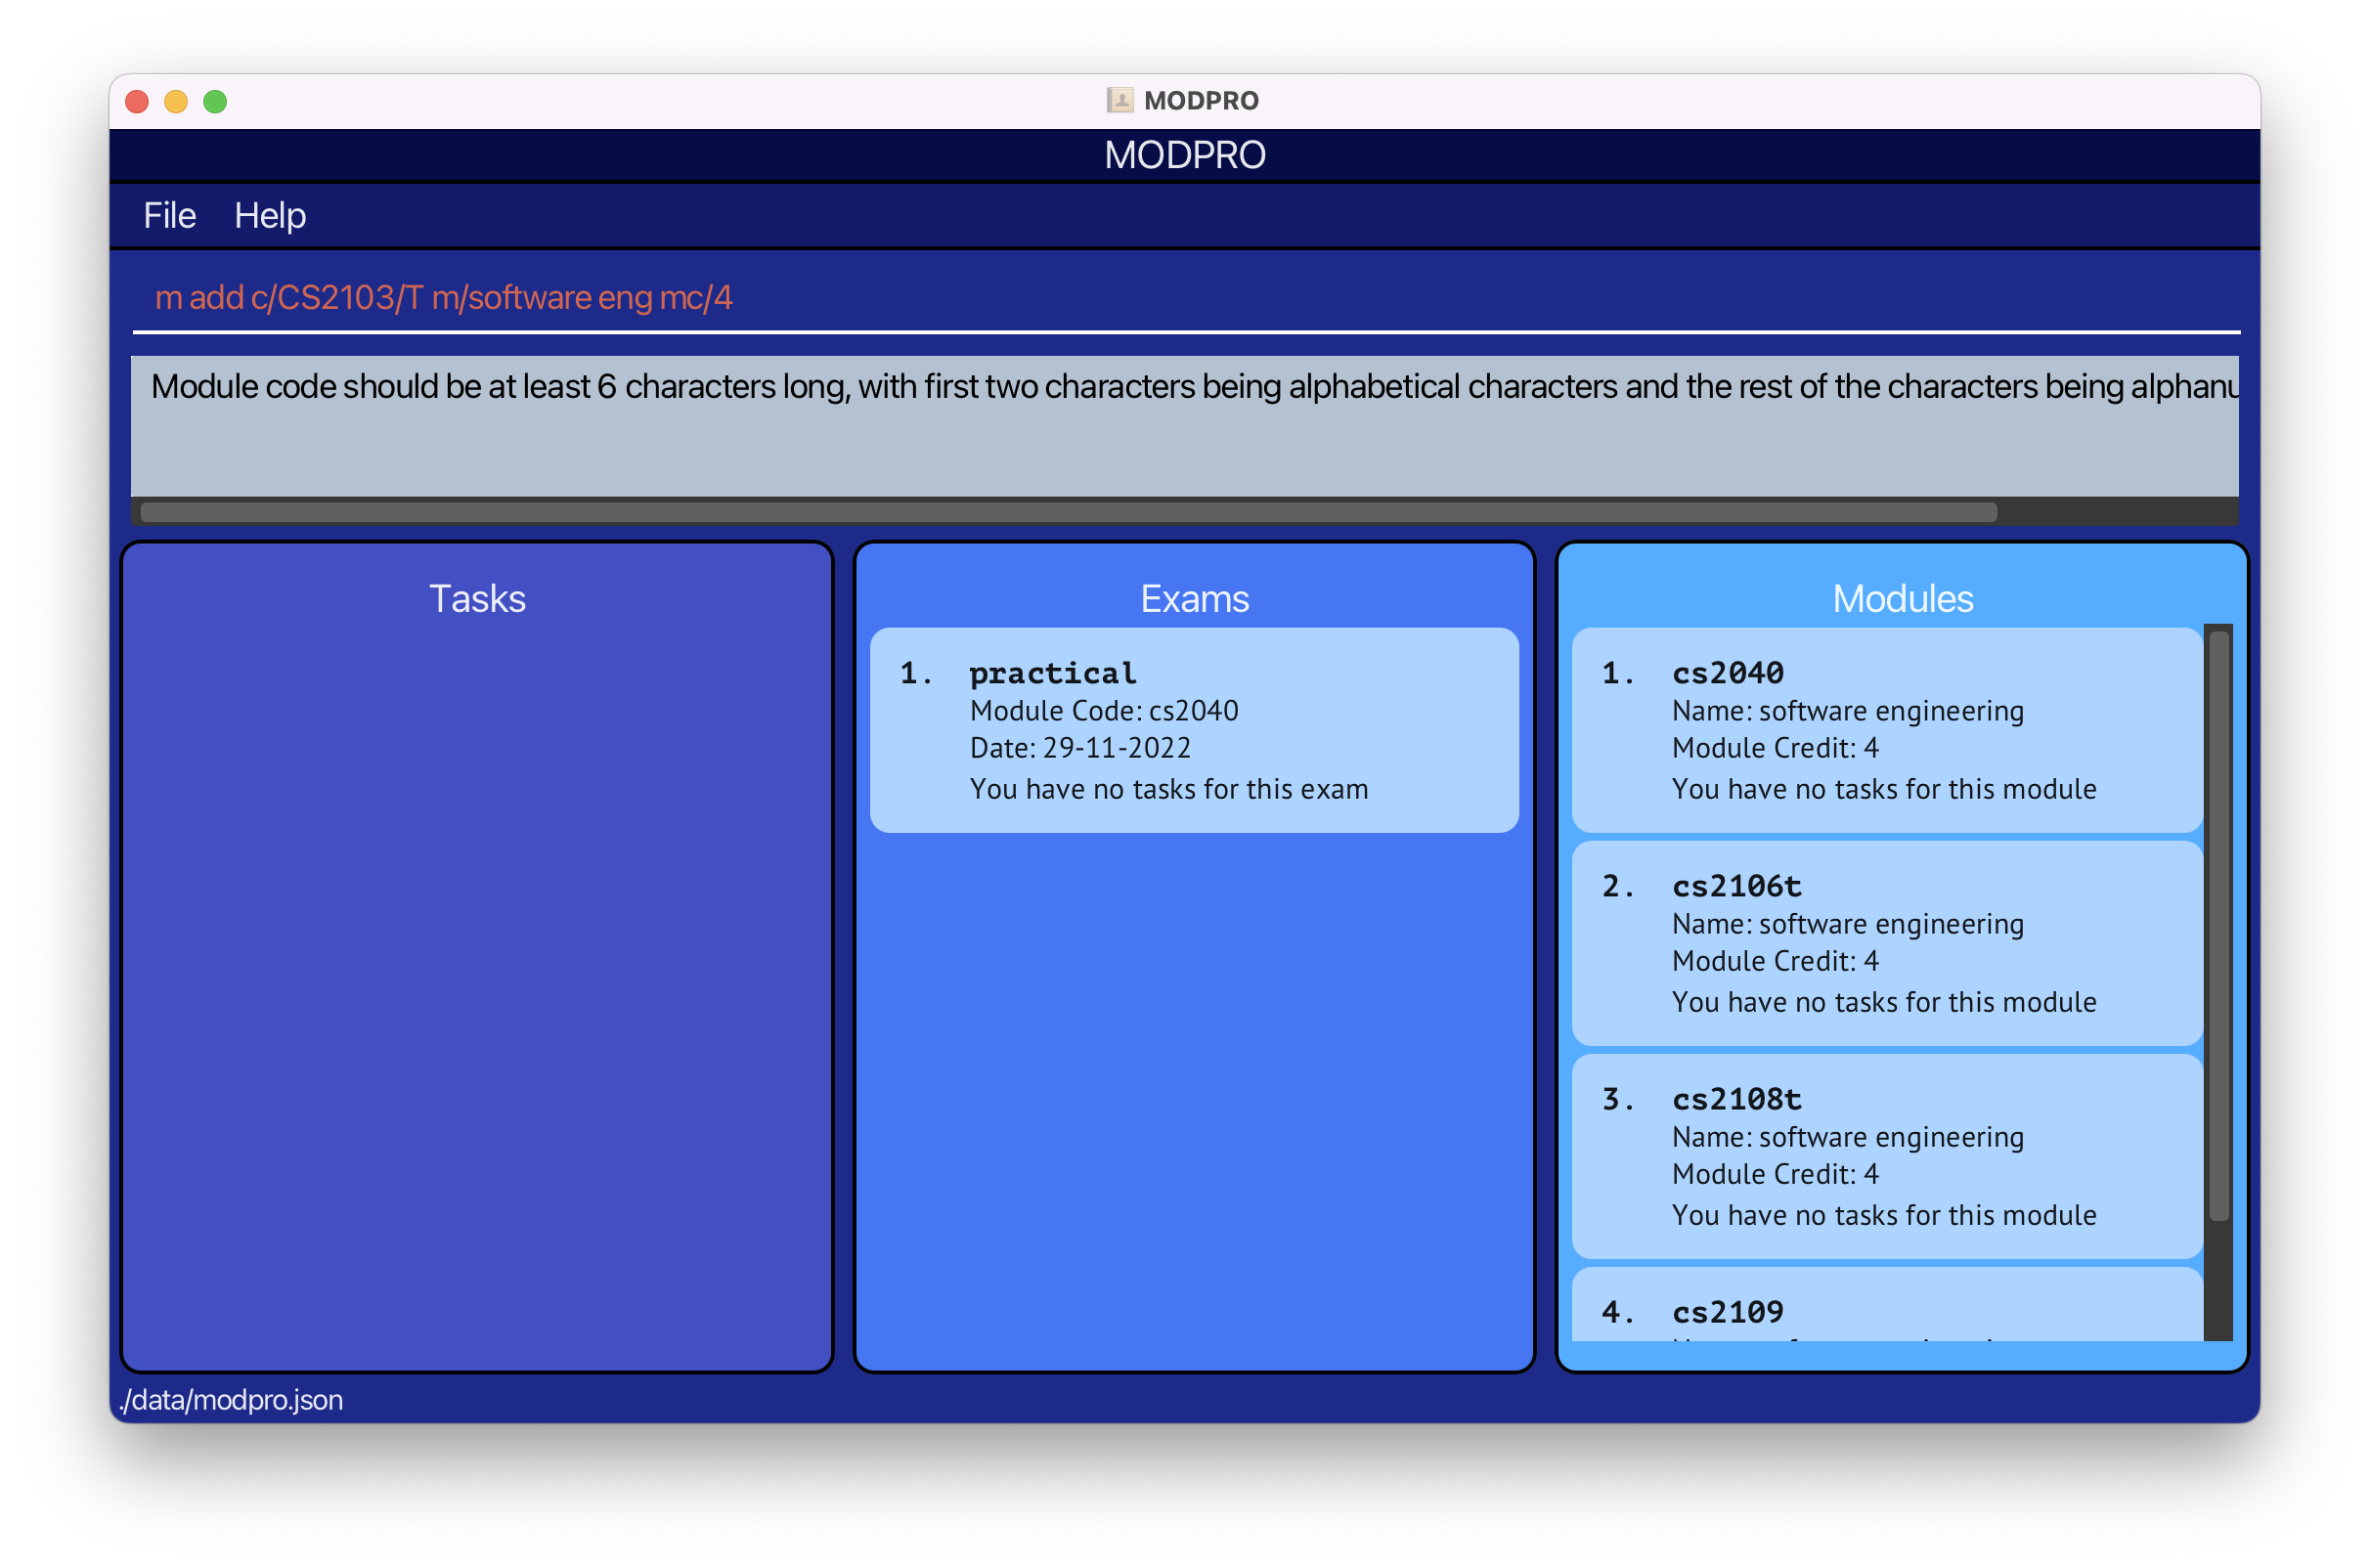 MODPRO
MODPRO
File Help
m add c/CS2103/T m/software eng mc/4
Module code should be at least 6 characters long, with first two characters being alphabetical characters and the rest of the characters being alphanu
Tasks
Exams
1. practical
Module Code: cs2040
Date: 29-11-2022
You have no tasks for this exam
Modules
1. cs2040
Name: software engineering
Module Credit: 4
You have no tasks for this module
2. cs2106t
Name: software engineering
Module Credit: 4
You have no tasks for this module
3. cs2108t
Name: software engineering
Module Credit: 4
You have no tasks for this module
4. cs2109
./data/modpro.json